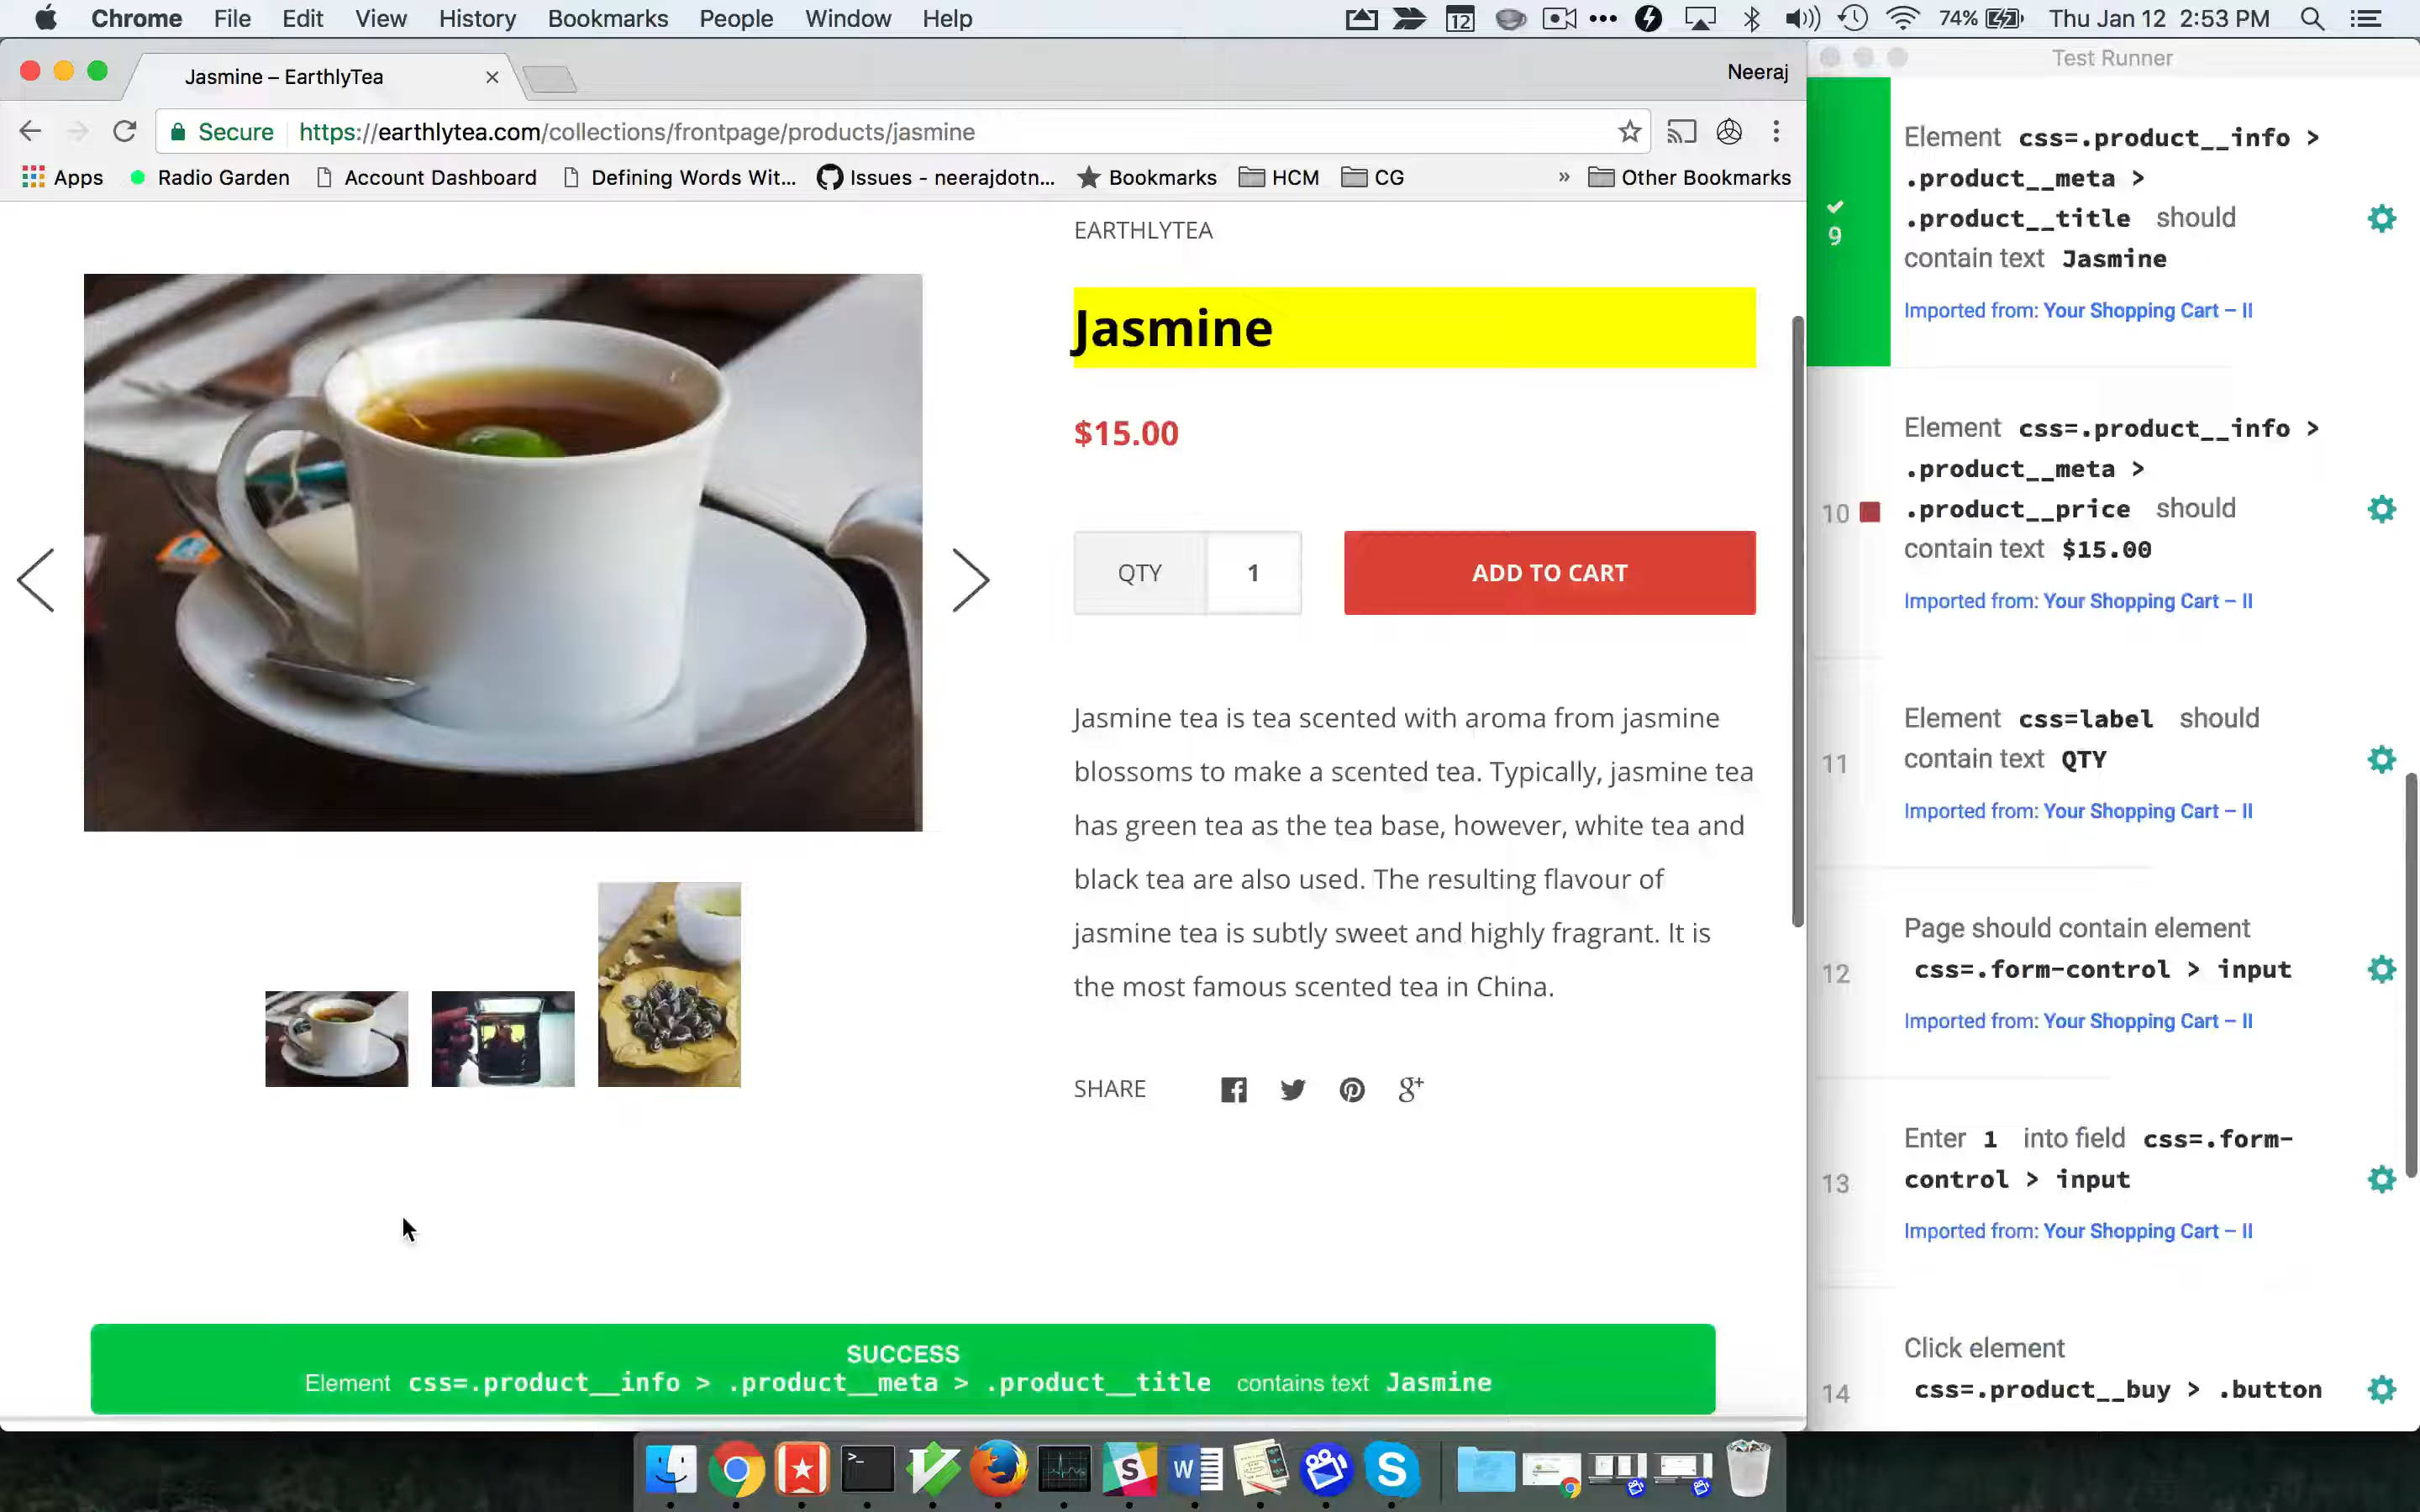 Chrome File Edit View History Bookmarks People Window Help
12 74% Thu Jan 12 2:53 PM
Jasmine – EarthlyTea
Neeraj
Test Runner
Secure https://earthlytea.com/collections/frontpage/products/jasmine
Apps Radio Garden Account Dashboard Defining Words Wit... Issues - neerajdotn... Bookmarks HCM CG » Other Bookmarks
EARTHLYTEA
Jasmine
$15.00
QTY 1 ADD TO CART
Jasmine tea is tea scented with aroma from jasmine
blossoms to make a scented tea. Typically, jasmine tea
has green tea as the tea base, however, white tea and
black tea are also used. The resulting flavour of
jasmine tea is subtly sweet and highly fragrant. It is
the most famous scented tea in China.
SHARE
SUCCESS
Element css=.product__info > .product__meta > .product__title contains text Jasmine
9
Element css=.product__info >
.product__meta >
.product__title should
contain text Jasmine
Imported from: Your Shopping Cart – II
10
Element css=.product__info >
.product__meta >
.product__price should
contain text $15.00
Imported from: Your Shopping Cart – II
11
Element css=label should
contain text QTY
Imported from: Your Shopping Cart – II
12
Page should contain element
css=.form-control > input
Imported from: Your Shopping Cart – II
13
Enter 1 into field css=.form-
control > input
Imported from: Your Shopping Cart – II
14
Click element
css=.product__buy > .button